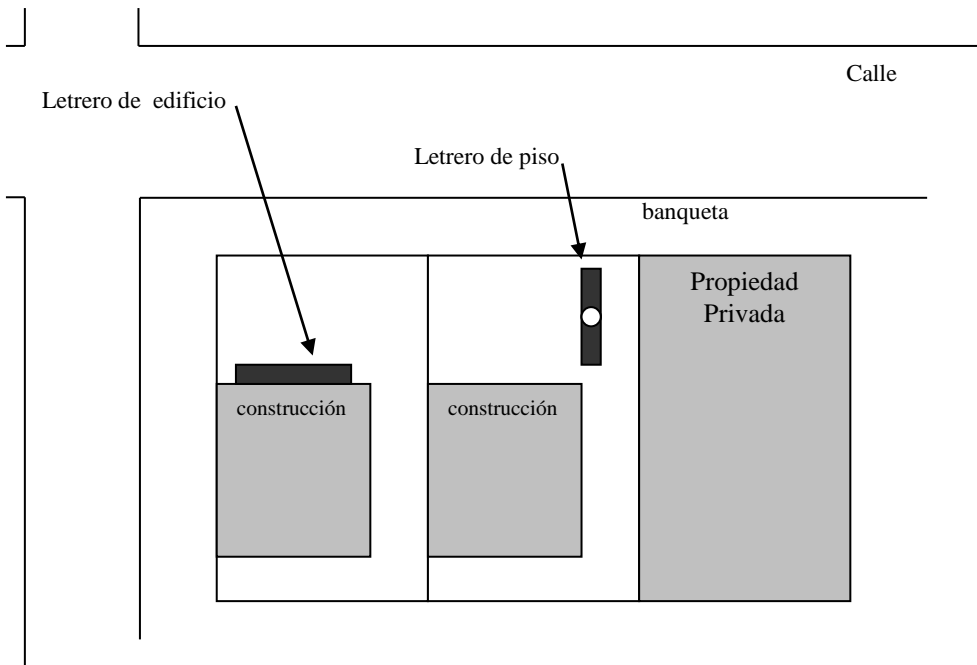 Calle
Letrero de edificio
Letrero de piso
banqueta
Propiedad
Privada
construcción
construcción